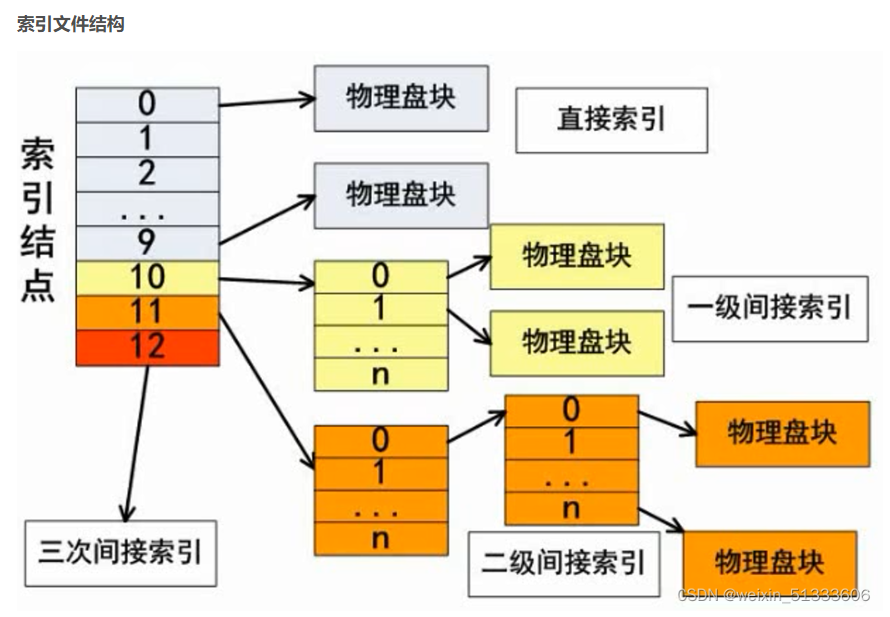 索引文件结构
索引结点
0
1
2
...
9
10
11
12
物理盘块
物理盘块
直接索引
0
1
...
n
物理盘块
物理盘块
一级间接索引
0
1
...
n
0
1
...
n
物理盘块
物理盘块
二级间接索引
三次间接索引
CSDN @weixin_51333606